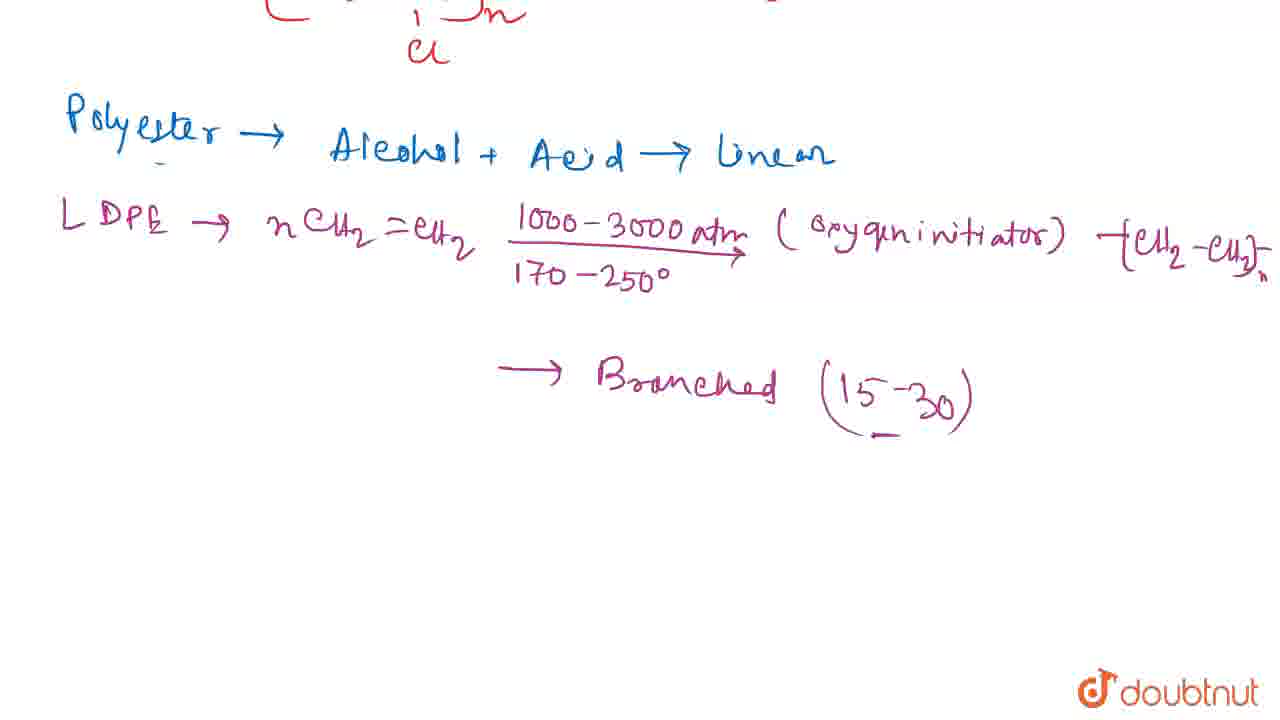 n
Cl
Polyester → Alcohol + Acid → Linear
LDPE → nCH₂=CH₂ 1000-3000 atm (oxygen initiator) -[CH₂-CH₂]-ₙ
170-250°
→ Branched (15-30)
doubtnut